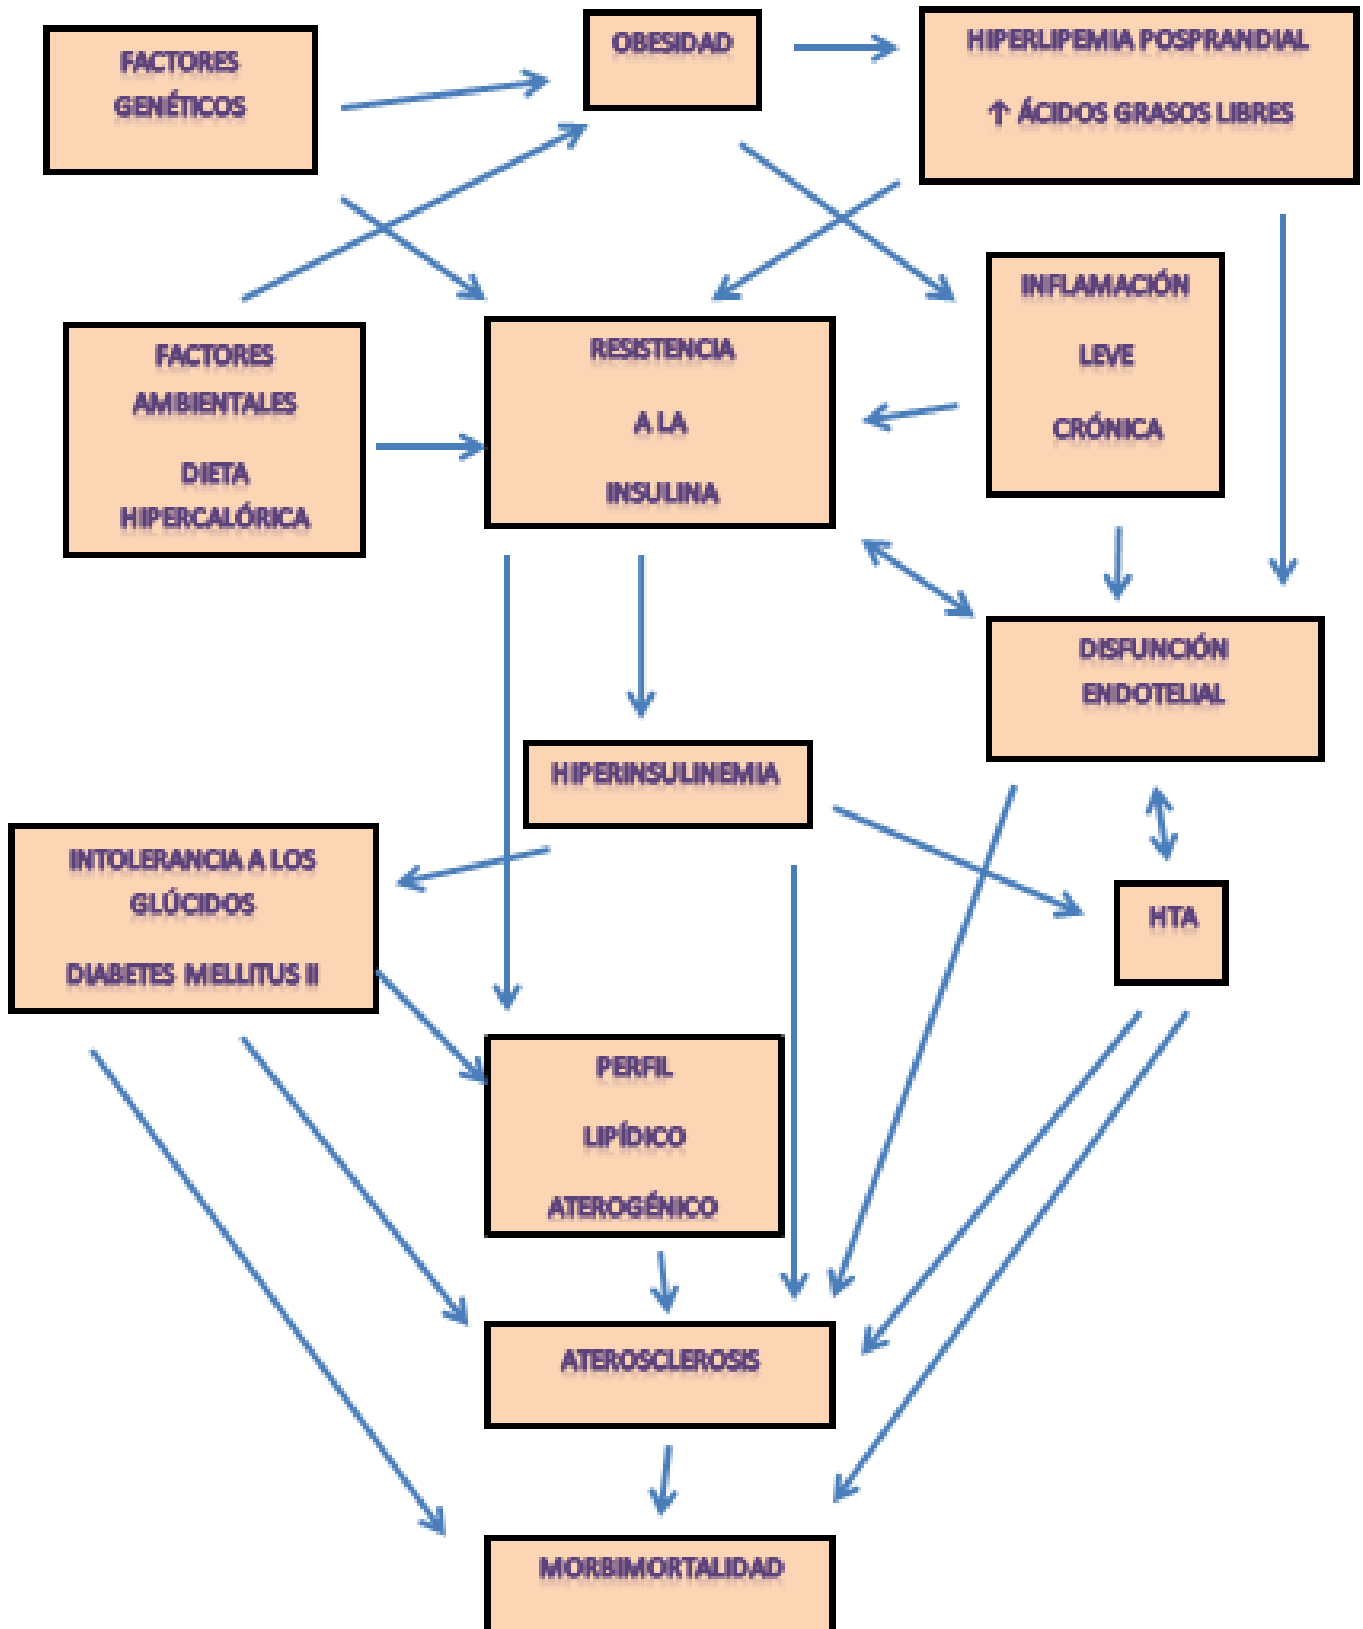 FACTORES
GENÉTICOS
OBESIDAD
HIPERLIPEMIA POSPRANDIAL
↑ ÁCIDOS GRASOS LIBRES
FACTORES
AMBIENTALES
DIETA
HIPERCALÓRICA
RESISTENCIA
A LA
INSULINA
INFLAMACIÓN
LEVE
CRÓNICA
DISFUNCIÓN
ENDOTELIAL
HIPERINSULINEMIA
INTOLERANCIA A LOS
GLÚCIDOS
DIABETES MELLITUS II
HTA
PERFIL
LIPÍDICO
ATEROGÉNICO
ATEROSCLEROSIS
MORBIMORTALIDAD